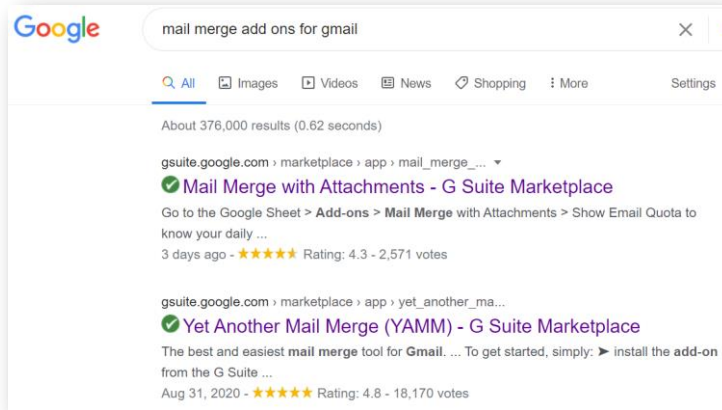 Google
mail merge add ons for gmail
All Images Videos News Shopping More Settings
About 376,000 results (0.62 seconds)
gsuite.google.com › marketplace › app › mail_merge_...
Mail Merge with Attachments - G Suite Marketplace
Go to the Google Sheet > Add-ons > Mail Merge with Attachments > Show Email Quota to
know your daily ...
3 days ago - ★★★★★ Rating: 4.3 - 2,571 votes
gsuite.google.com › marketplace › app › yet_another_ma...
Yet Another Mail Merge (YAMM) - G Suite Marketplace
The best and easiest mail merge tool for Gmail. ... To get started, simply: ➤ install the add-on
from the G Suite ...
Aug 31, 2020 - ★★★★★ Rating: 4.8 - 18,170 votes